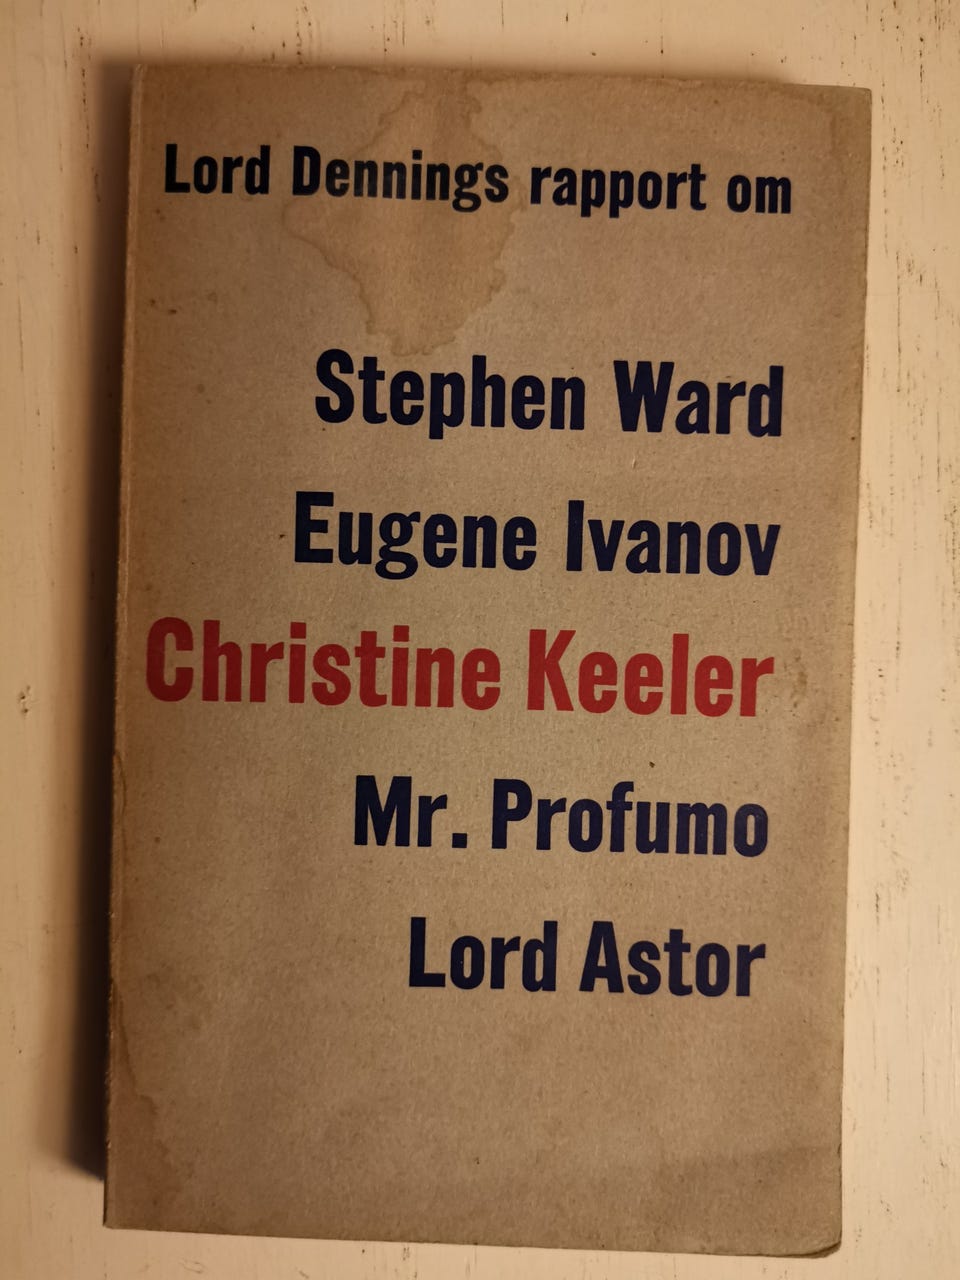 Lord Dennings rapport om
Stephen Ward
Eugene Ivanov
Christine Keeler
Mr. Profumo
Lord Astor